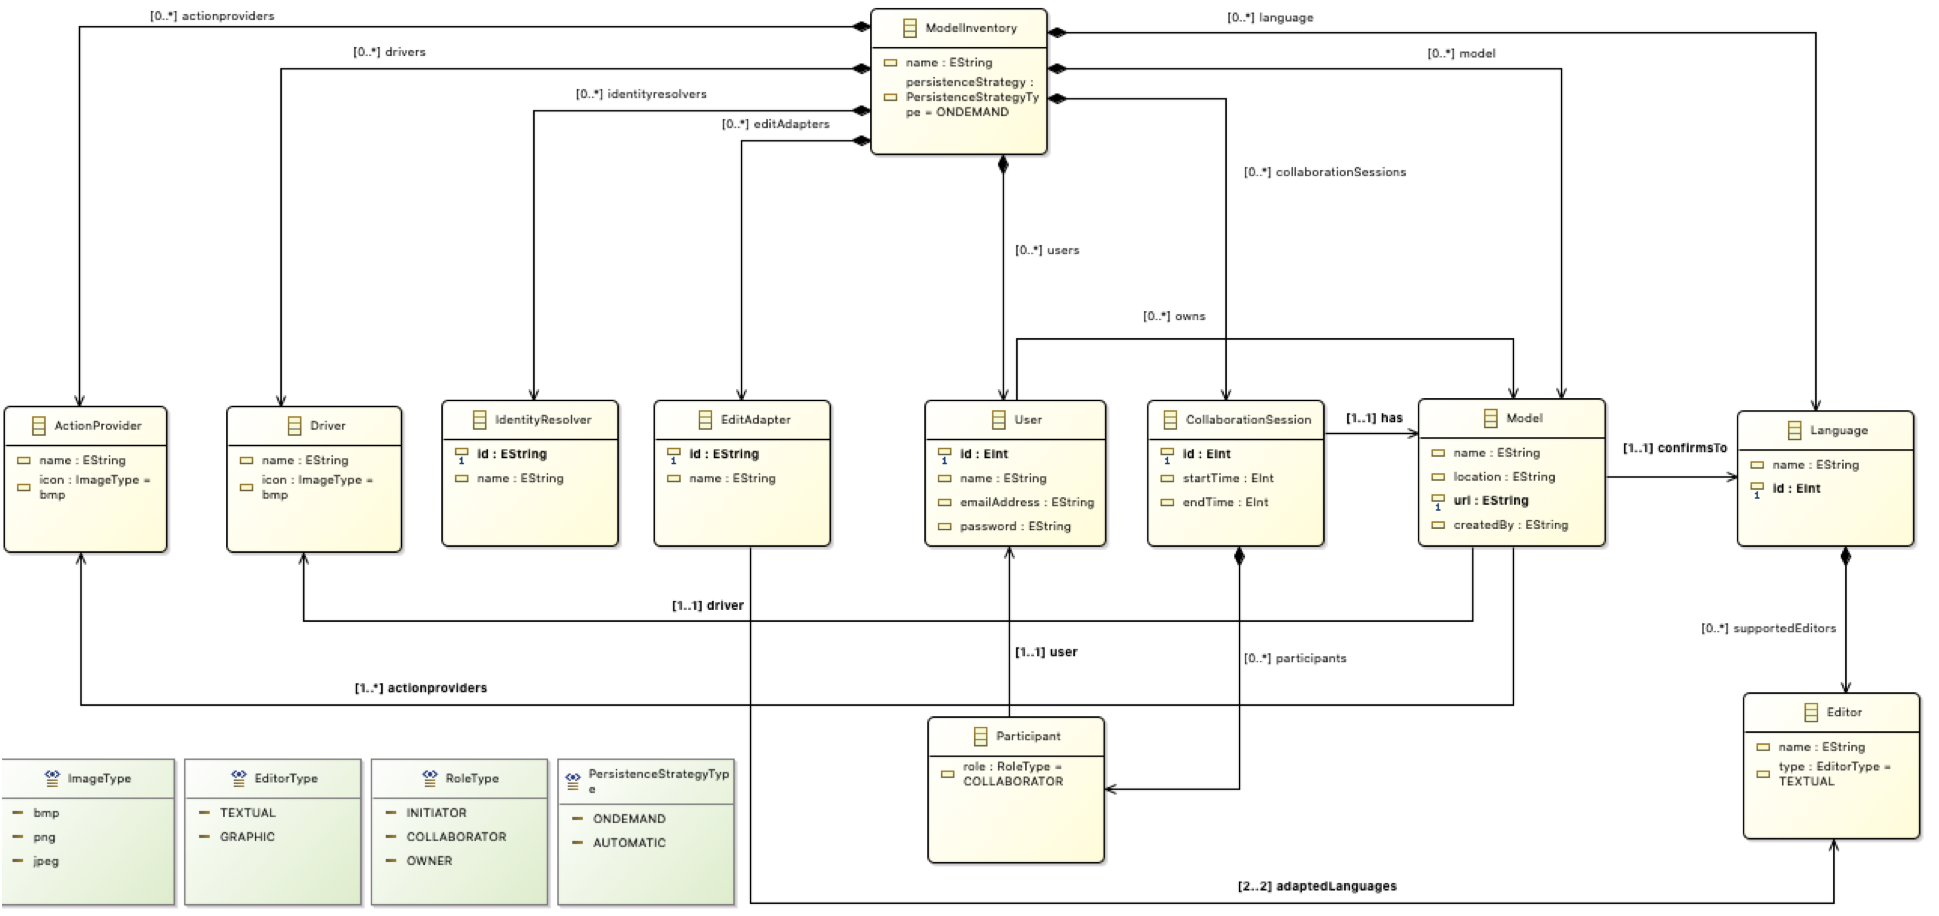 [0..*] actionproviders
[0..*] drivers
[0..*] identityresolvers
[0..*] editAdapters
ModelInventory
name : EString
persistenceStrategy :
PersistenceStrategyTy
pe = ONDEMAND
[0..*] language
[0..*] model
[0..*] collaborationSessions
[0..*] users
[0..*] owns
ActionProvider
name : EString
icon : ImageType =
bmp
Driver
name : EString
icon : ImageType =
bmp
IdentityResolver
id : EString
name : EString
EditAdapter
id : EString
name : EString
User
id : EInt
name : EString
emailAddress : EString
password : EString
CollaborationSession
id : EInt
startTime : EInt
endTime : EInt
[1..1] has
Model
name : EString
location : EString
uri : EString
createdBy : EString
[1..1] confirmsTo
Language
name : EString
id : EInt
[1..1] driver
[1..1] user
[0..*] participants
[0..*] supportedEditors
[1..*] actionproviders
Participant
role : RoleType =
COLLABORATOR
Editor
name : EString
type : EditorType =
TEXTUAL
ImageType
bmp
png
jpeg
EditorType
TEXTUAL
GRAPHIC
RoleType
INITIATOR
COLLABORATOR
OWNER
PersistenceStrategyTyp
e
ONDEMAND
AUTOMATIC
[2..2] adaptedLanguages